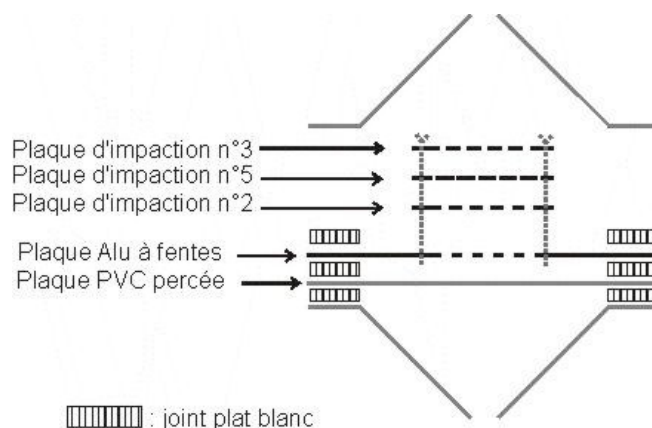 Plaque d'impaction n°3
Plaque d'impaction n°5
Plaque d'impaction n°2
Plaque Alu à fentes
Plaque PVC percée
: joint plat blanc